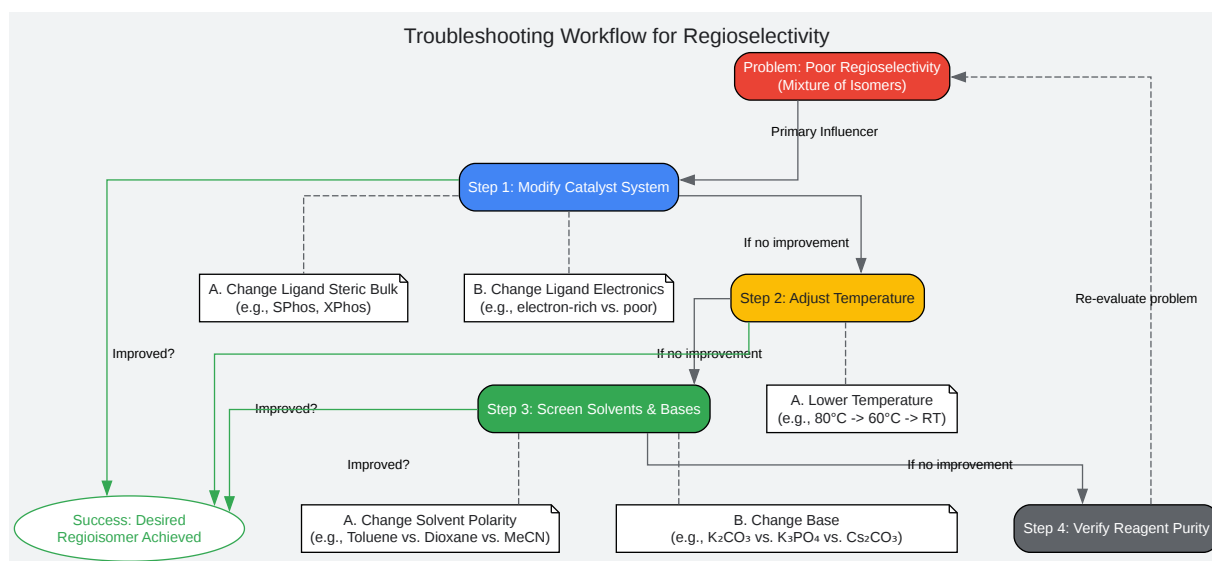 Troubleshooting Workflow for Regioselectivity
Problem: Poor Regioselectivity
(Mixture of Isomers)
Primary Influencer
Step 1: Modify Catalyst System
If no improvement
A. Change Ligand Steric Bulk
(e.g., SPhos, XPhos)
B. Change Ligand Electronics
(e.g., electron-rich vs. poor)
Step 2: Adjust Temperature
Re-evaluate problem
Improved?
If no improvement
A. Lower Temperature
(e.g., 80°C -> 60°C -> RT)
Improved?
Step 3: Screen Solvents & Bases
Improved?
If no improvement
Success: Desired
Regioisomer Achieved
A. Change Solvent Polarity
(e.g., Toluene vs. Dioxane vs. MeCN)
B. Change Base
(e.g., K₂CO₃ vs. K₃PO₄ vs. Cs₂CO₃)
Step 4: Verify Reagent Purity